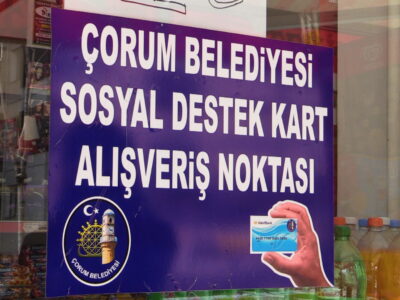 ÇORUM BELEDİYESİ
SOSYAL DESTEK KART
ALIŞVERİŞ NOKTASI
ÇORUM BELEDİYESİ